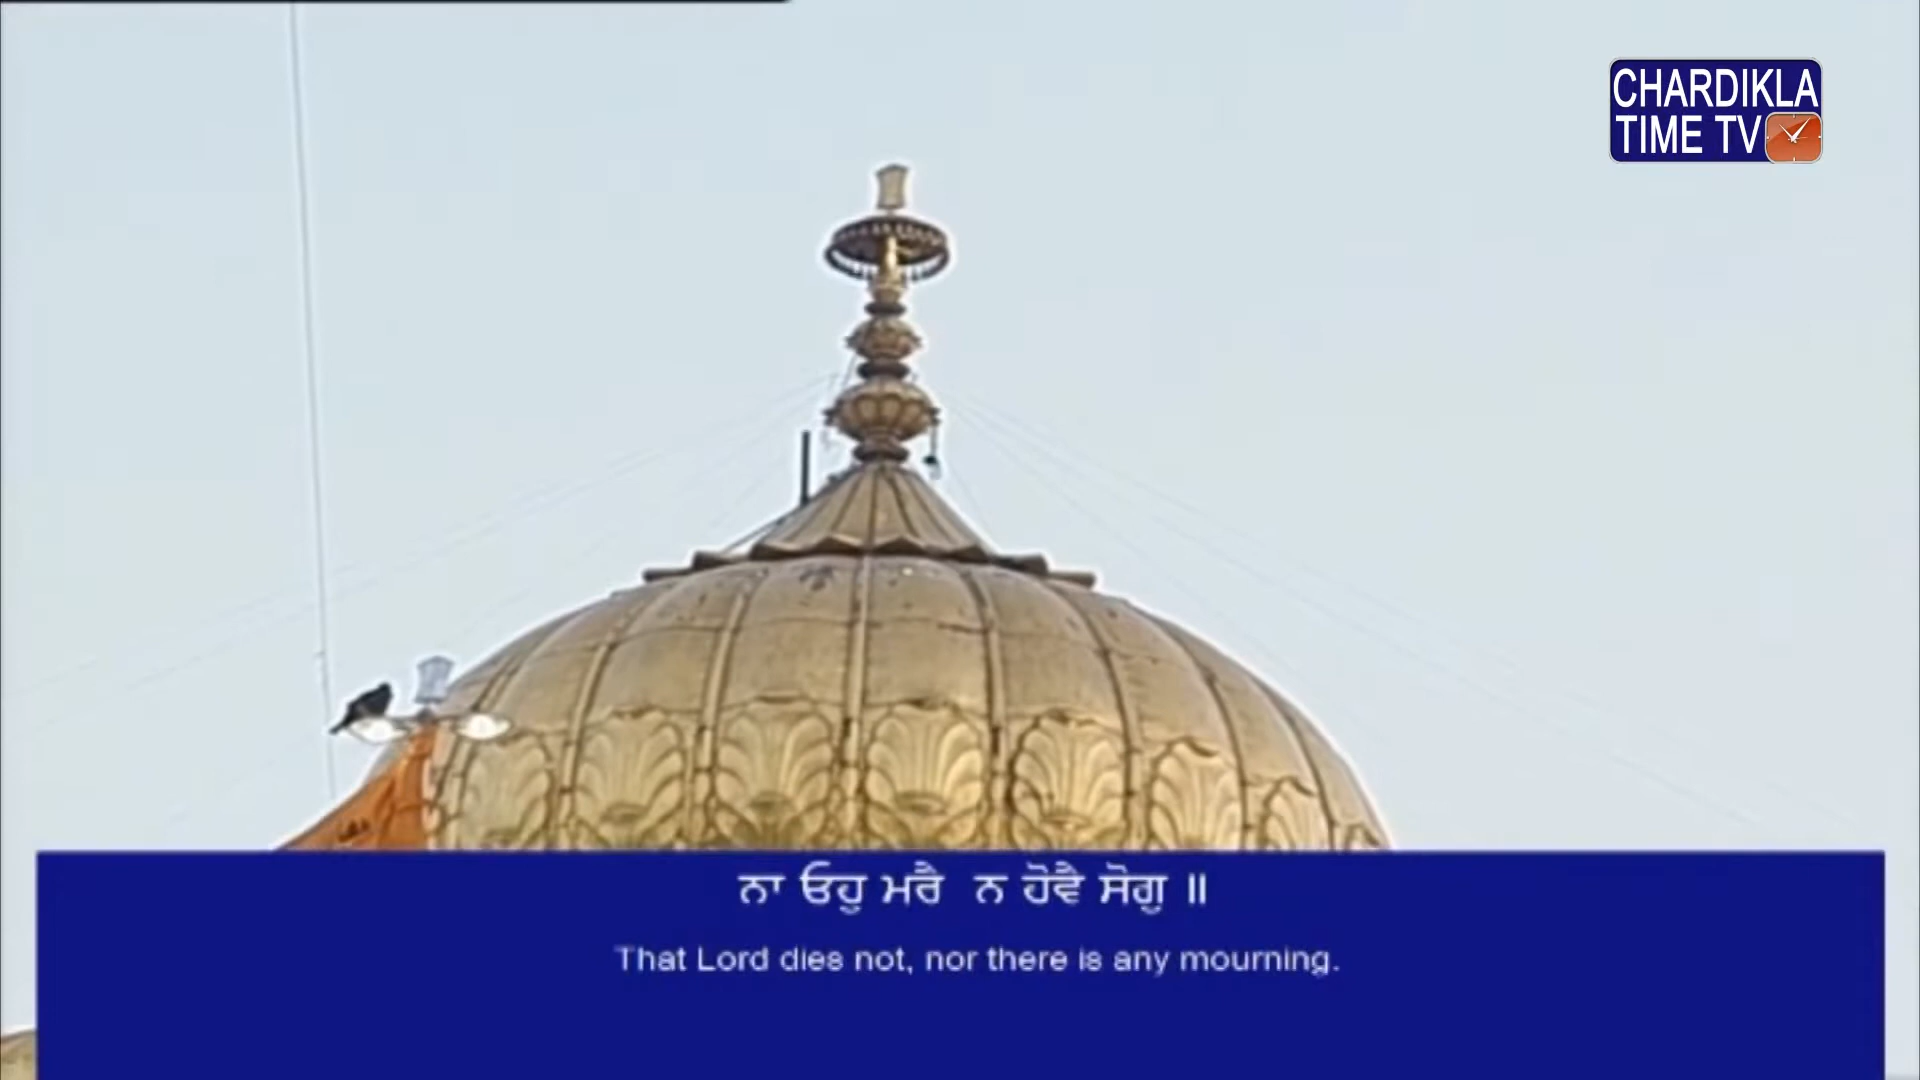 CHARDIKLA
TIME TV
ਨਾ ਓਹੁ ਮਰੈ ਨ ਹੋਵੈ ਸੋਗੁ ॥
That Lord dies not, nor there is any mourning.